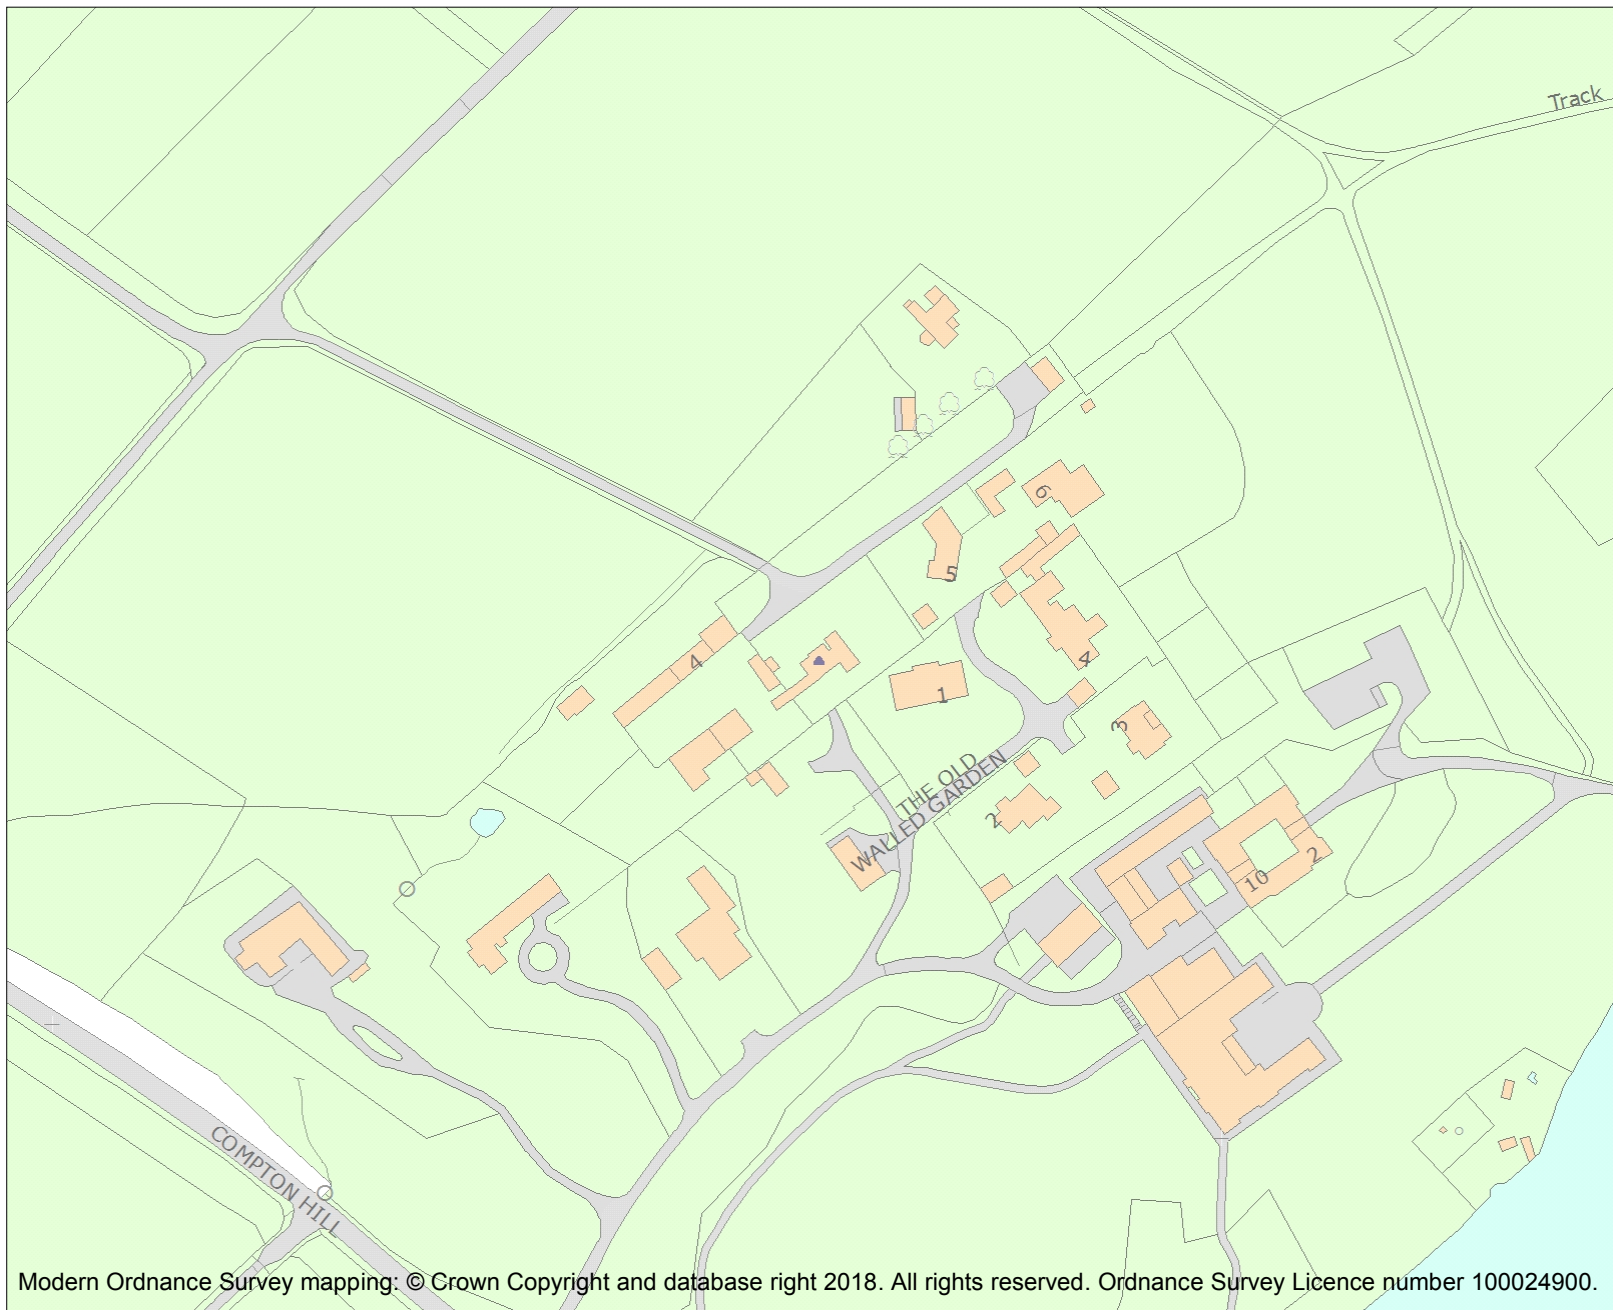 Track
6
5
4
4
1
3
THE OLD
WALLED GARDEN
2
2
10
COMPTON HILL
Modern Ordnance Survey mapping: © Crown Copyright and database right 2018. All rights reserved. Ordnance Survey Licence number 100024900.